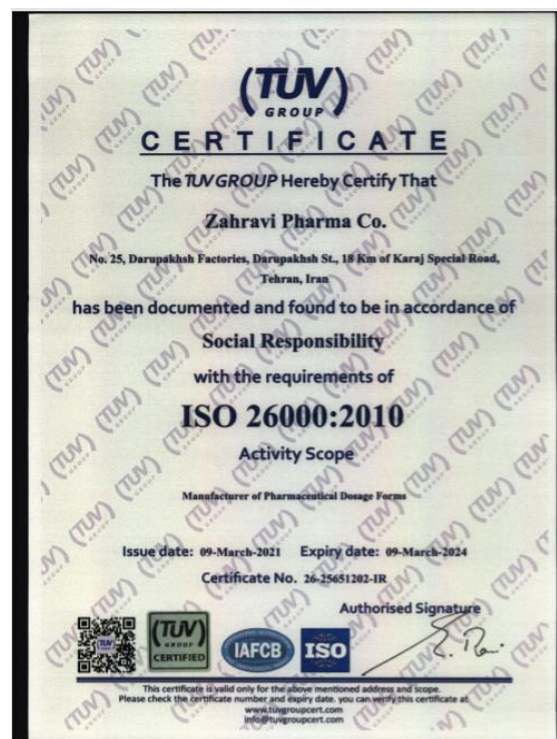 (TUV)
GROUP
CERTIFICATE
The TUV GROUP Hereby Certify That
Zahravi Pharma Co.
No. 25, Darupakhsh Factories, Darupakhsh St., 18 Km of Karaj Special Road,
Tehran, Iran
has been documented and found to be in accordance of
Social Responsibility
with the requirements of
ISO 26000:2010
Activity Scope
Manufacturer of Pharmaceutical Dosage Forms
Issue date: 09-March-2021 Expiry date: 09-March-2024
Certificate No. 26-25651202-IR
Authorised Signature
(TUV)
GROUP
CERTIFIED
IAFCB
ISO
This certificate is valid only for the above mentioned address and scope.
Please check the certificate number and expiry date. you can verify this certificate at
www.tuvgroupcert.com
info@tuvgroupcert.com